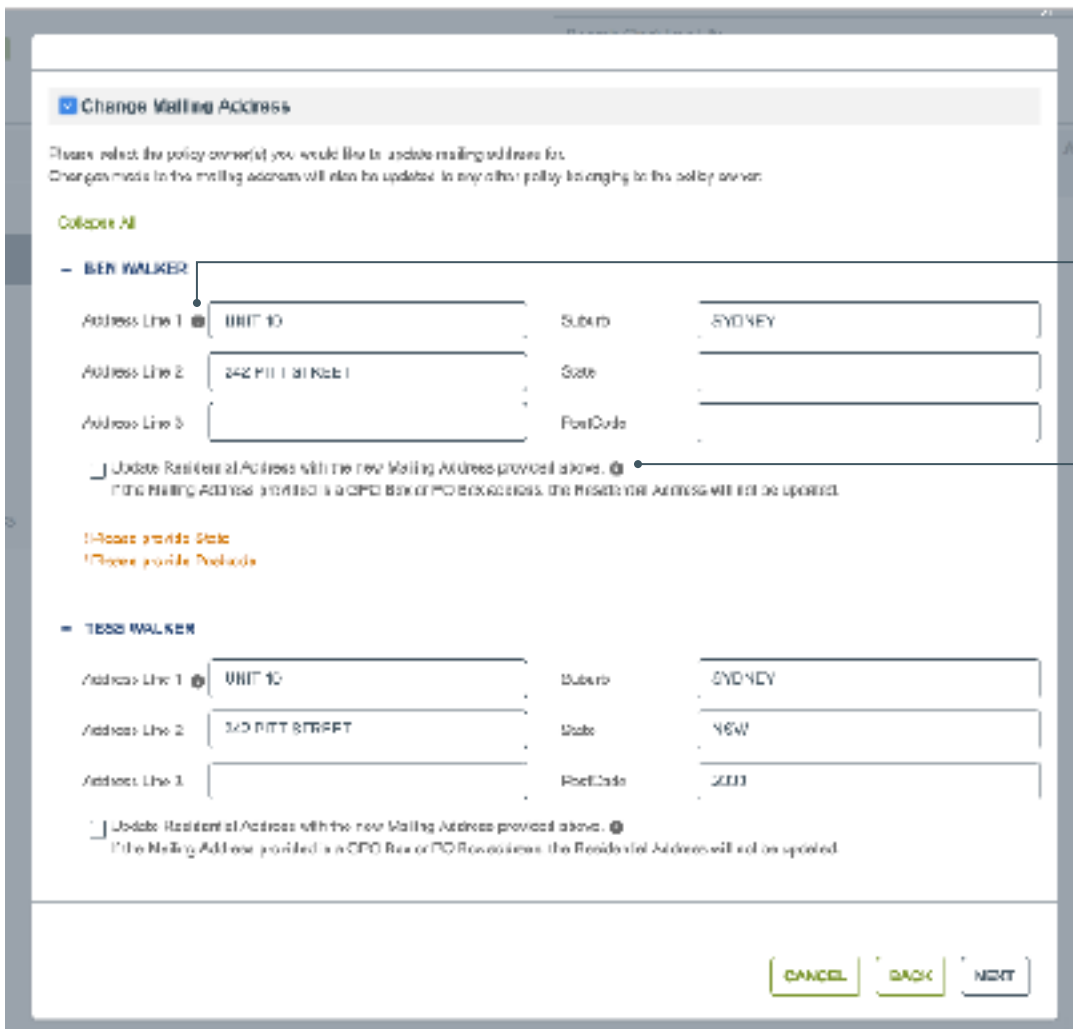 Change Mailing Address
Please select the policy owner(s) you would like to update mailing address for.
Changes made to the mailing address will also be updated to any other policy belonging to the policy owner.
Collapse All
– BEN WALKER
Address Line 1 UNIT 10 Suburb SYDNEY
Address Line 2 242 PITT STREET State
Address Line 3 PostCode
Update Residential Address with the new Mailing Address provided above.
If the Mailing Address provided is a GPO Box or PO Box address, the Residential Address will not be updated.
! Please provide State
! Please provide Postcode
– TESS WALKER
Address Line 1 UNIT 10 Suburb SYDNEY
Address Line 2 242 PITT STREET State NSW
Address Line 3 PostCode 2000
Update Residential Address with the new Mailing Address provided above.
If the Mailing Address provided is a GPO Box or PO Box address, the Residential Address will not be updated.
CANCEL BACK NEXT